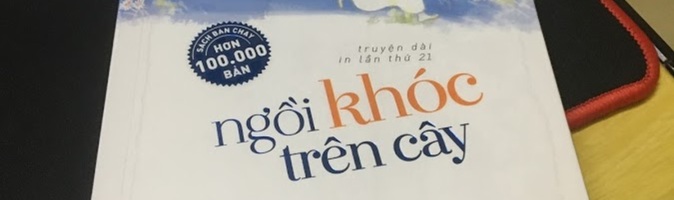 SÁCH BÁN CHẠY
HƠN
100.000
BẢN
truyện dài
in lần thứ 21
ngồi khóc
trên cây